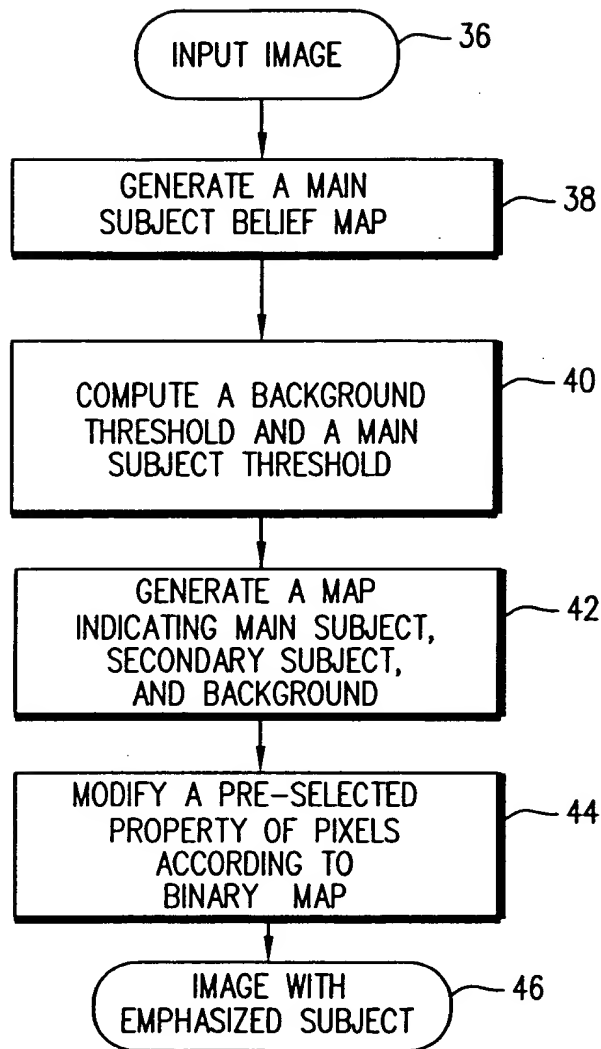 INPUT IMAGE
36
GENERATE A MAIN
SUBJECT BELIEF MAP
38
COMPUTE A BACKGROUND
THRESHOLD AND A MAIN
SUBJECT THRESHOLD
40
GENERATE A MAP
INDICATING MAIN SUBJECT,
SECONDARY SUBJECT,
AND BACKGROUND
42
MODIFY A PRE-SELECTED
PROPERTY OF PIXELS
ACCORDING TO
BINARY MAP
44
IMAGE WITH
EMPHASIZED SUBJECT
46